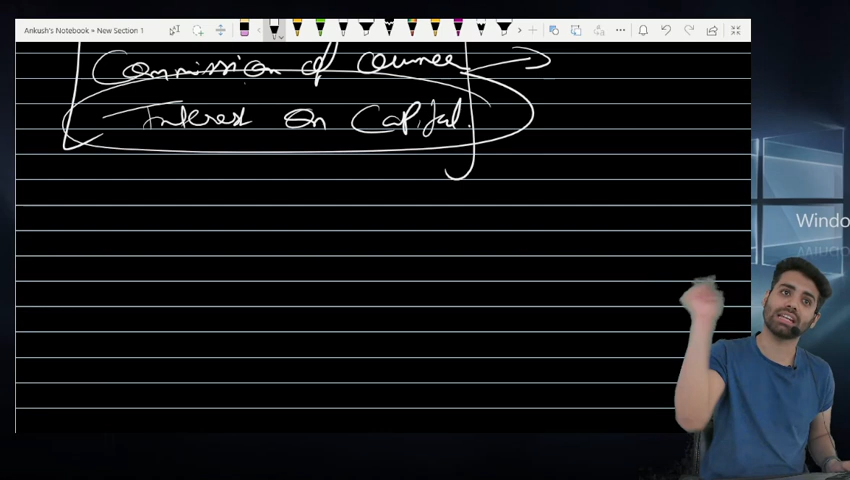 Ankush's Notebook » New Section 1
Commission of owner
Interest on Capital.
Windo